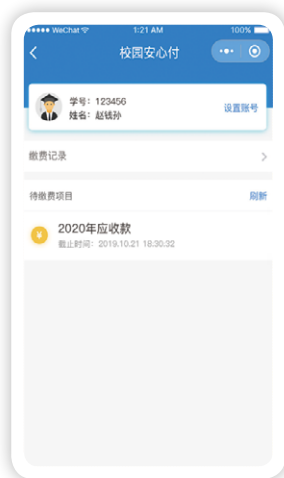 WeChat 1:21 AM 100%
校园安心付
学号：123456
姓名：赵钱孙
设置账号
缴费记录
待缴费项目 刷新
¥
2020年应收款
截止时间：2019.10.21 18:30:32